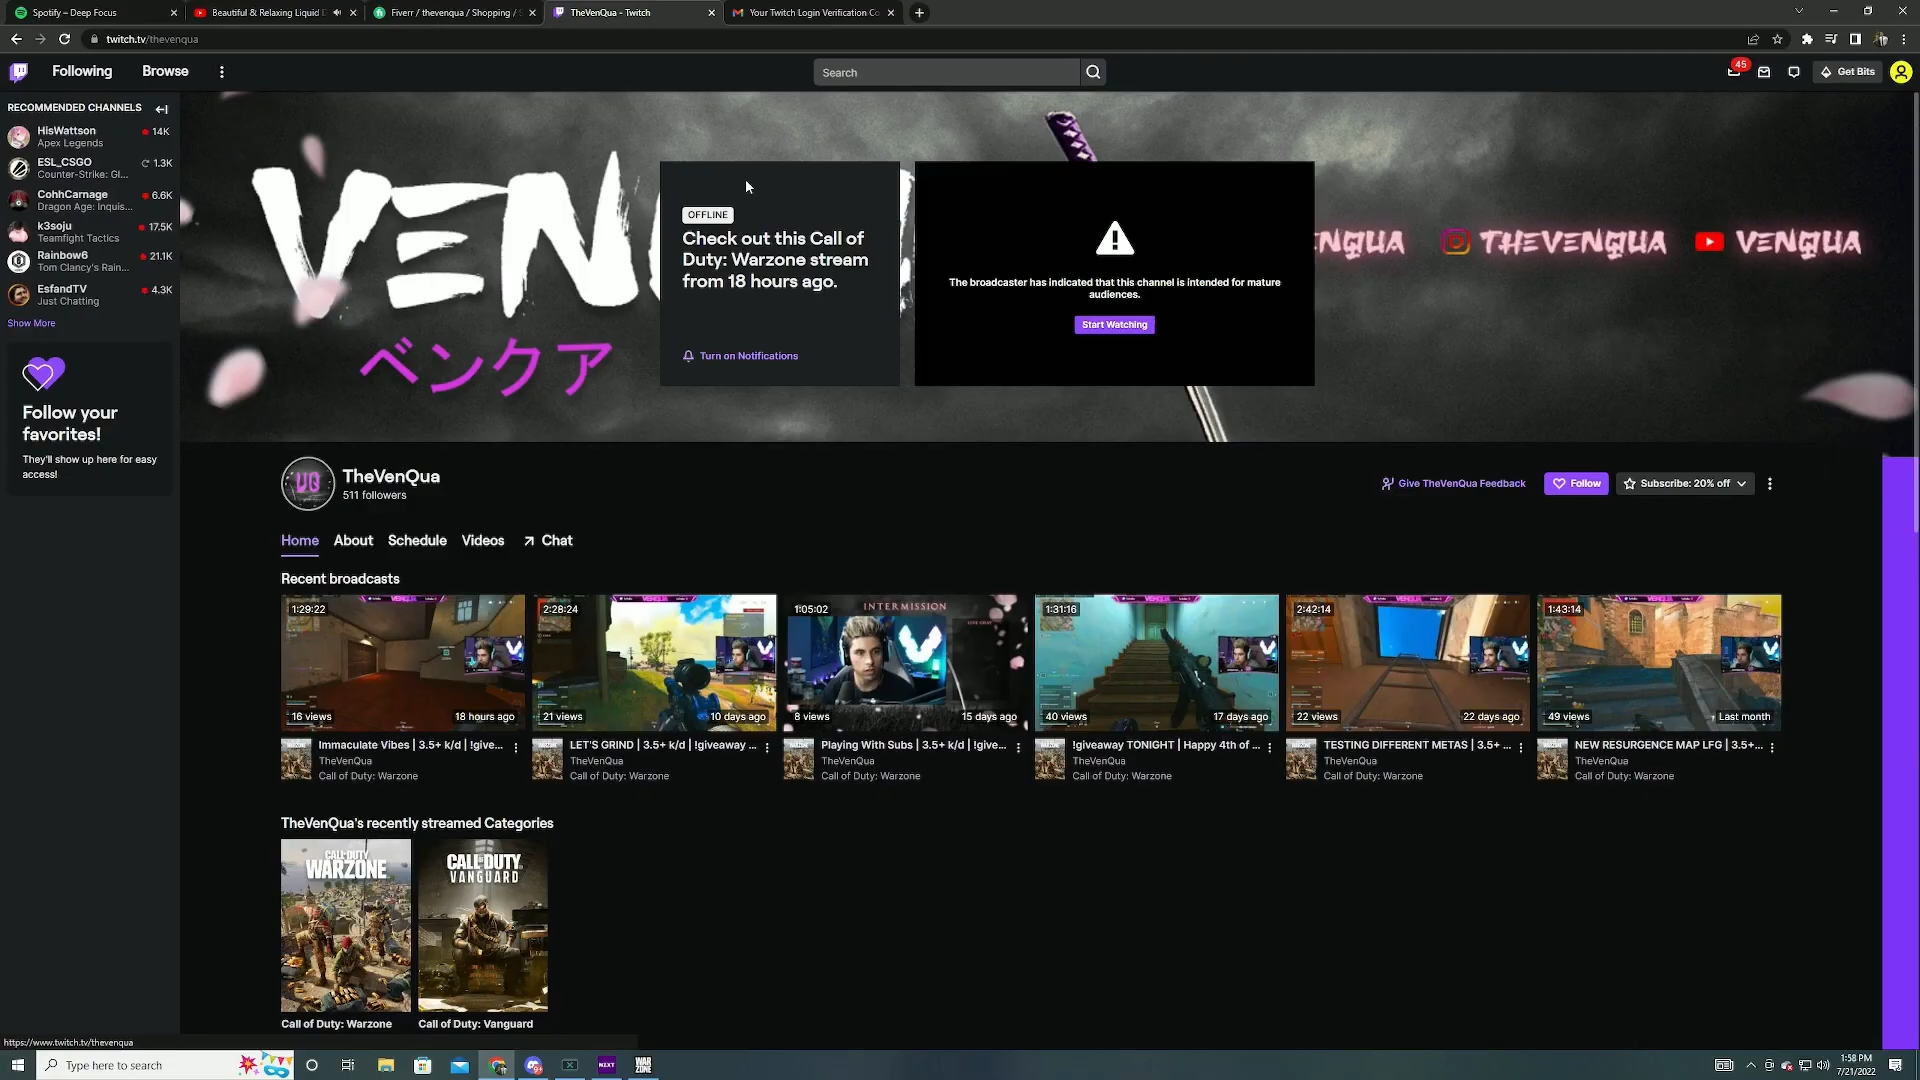 Spotify – Deep Focus
Beautiful & Relaxing Liquid D
Fiverr / thevenqua / Shopping / S
TheVenQua - Twitch
Your Twitch Login Verification Co
twitch.tv/thevenqua
Following
Browse
Search
45
Get Bits
RECOMMENDED CHANNELS
HisWattson
14K
Apex Legends
ESL_CSGO
1.3K
Counter-Strike: Gl...
CohhCarnage
6.6K
Dragon Age: Inquis...
k3soju
17.5K
Teamfight Tactics
Rainbow6
21.1K
Tom Clancy's Rain...
EsfandTV
4.3K
Just Chatting
Show More
Follow your
favorites!
They'll show up here for easy
access!
VEN
ベンクア
OFFLINE
Check out this Call of
Duty: Warzone stream
from 18 hours ago.
Turn on Notifications
The broadcaster has indicated that this channel is intended for mature
audiences.
Start Watching
NQUA
THEVENQUA
VENQUA
TheVenQua
511 followers
Give TheVenQua Feedback
Follow
Subscribe: 20% off
Home
About
Schedule
Videos
Chat
Recent broadcasts
1:29:22
16 views
18 hours ago
2:28:24
21 views
10 days ago
1:05:02
INTERMISSION
8 views
15 days ago
1:31:16
40 views
17 days ago
2:42:14
22 views
22 days ago
1:43:14
49 views
Last month
Immaculate Vibes | 3.5+ k/d | !give...
TheVenQua
Call of Duty: Warzone
LET'S GRIND | 3.5+ k/d | !giveaway ...
TheVenQua
Call of Duty: Warzone
Playing With Subs | 3.5+ k/d | !give...
TheVenQua
Call of Duty: Warzone
!giveaway TONIGHT | Happy 4th of ...
TheVenQua
Call of Duty: Warzone
TESTING DIFFERENT METAS | 3.5+ ...
TheVenQua
Call of Duty: Warzone
NEW RESURGENCE MAP LFG | 3.5+...
TheVenQua
Call of Duty: Warzone
TheVenQua's recently streamed Categories
CALL OF DUTY
WARZONE
CALL OF DUTY
VANGUARD
Call of Duty: Warzone
Call of Duty: Vanguard
https://www.twitch.tv/thevenqua
Type here to search
NZXT
WAR
ZONE
1:58 PM
7/21/2022